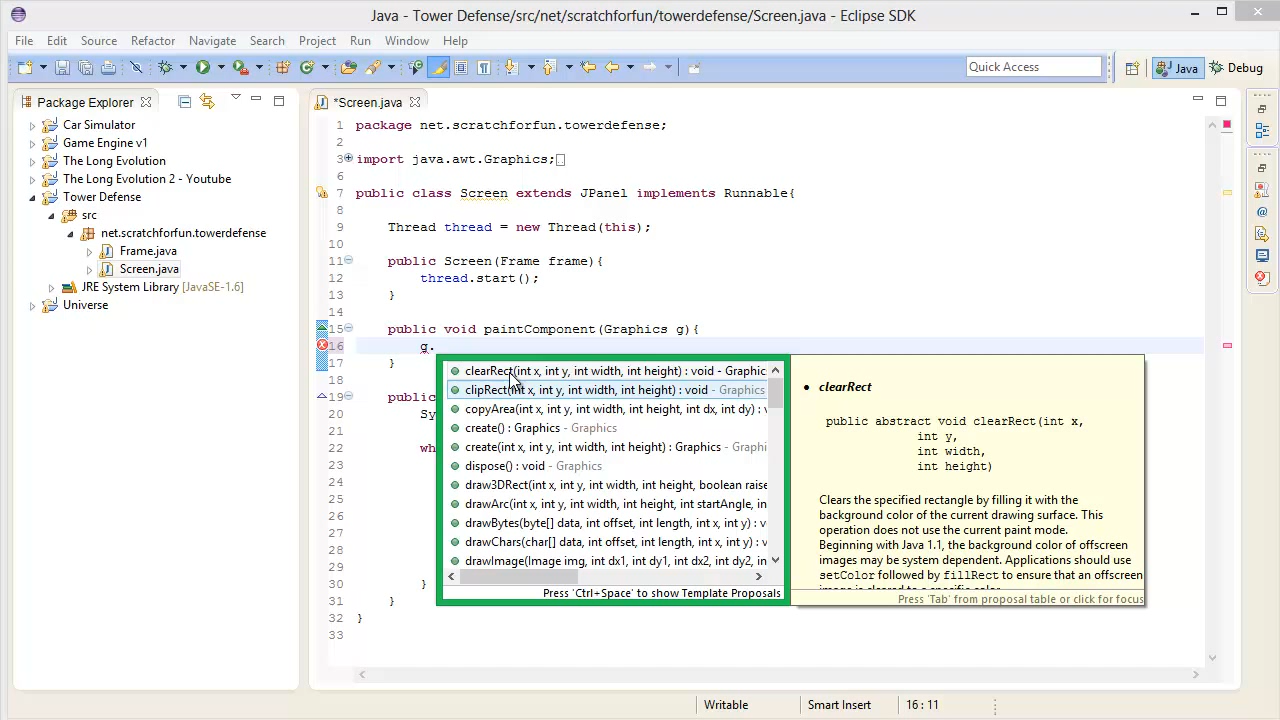 Java - Tower Defense/src/net/scratchforfun/towerdefense/Screen.java - Eclipse SDK
File Edit Source Refactor Navigate Search Project Run Window Help
Quick Access
Java
Debug
Package Explorer
Car Simulator
Game Engine v1
The Long Evolution
The Long Evolution 2 - Youtube
Tower Defense
src
net.scratchforfun.towerdefense
Frame.java
Screen.java
JRE System Library [JavaSE-1.6]
Universe
*Screen.java
1 package net.scratchforfun.towerdefense;
2
3 import java.awt.Graphics;
6
7 public class Screen extends JPanel implements Runnable{
8
9 Thread thread = new Thread(this);
10
11 public Screen(Frame frame){
12 thread.start();
13 }
14
15 public void paintComponent(Graphics g){
16 g.
17 }
18
19 public
20 Sy
21
22 wh
23
24
25
26
27
28
29
30 }
31 }
32 }
33
clearRect(int x, int y, int width, int height) : void - Graphic
clipRect(int x, int y, int width, int height) : void - Graphics
copyArea(int x, int y, int width, int height, int dx, int dy) : v
create() : Graphics - Graphics
create(int x, int y, int width, int height) : Graphics - Graphi
dispose() : void - Graphics
draw3DRect(int x, int y, int width, int height, boolean raise
drawArc(int x, int y, int width, int height, int startAngle, in
drawBytes(byte[] data, int offset, int length, int x, int y) : v
drawChars(char[] data, int offset, int length, int x, int y) : v
drawImage(Image img, int dx1, int dy1, int dx2, int dy2, in
Press 'Ctrl+Space' to show Template Proposals
clearRect
public abstract void clearRect(int x,
int y,
int width,
int height)
Clears the specified rectangle by filling it with the
background color of the current drawing surface. This
operation does not use the current paint mode.
Beginning with Java 1.1, the background color of offscreen
images may be system dependent. Applications should use
setColor followed by fillRect to ensure that an offscreen
image is cleared to a specific color.
Press 'Tab' from proposal table or click for focus
Writable
Smart Insert
16 : 11